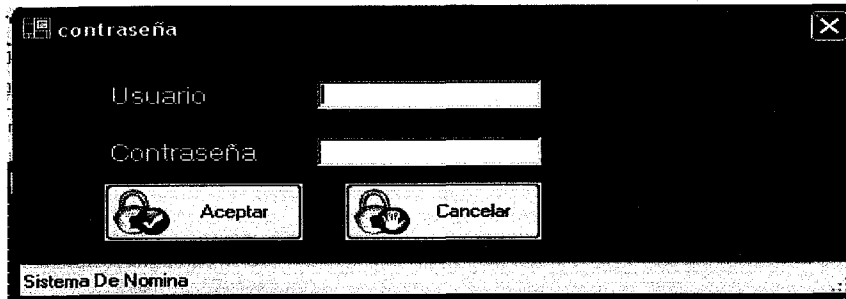 contraseña
Usuario
Contraseña
Aceptar Cancelar
Sistema De Nomina